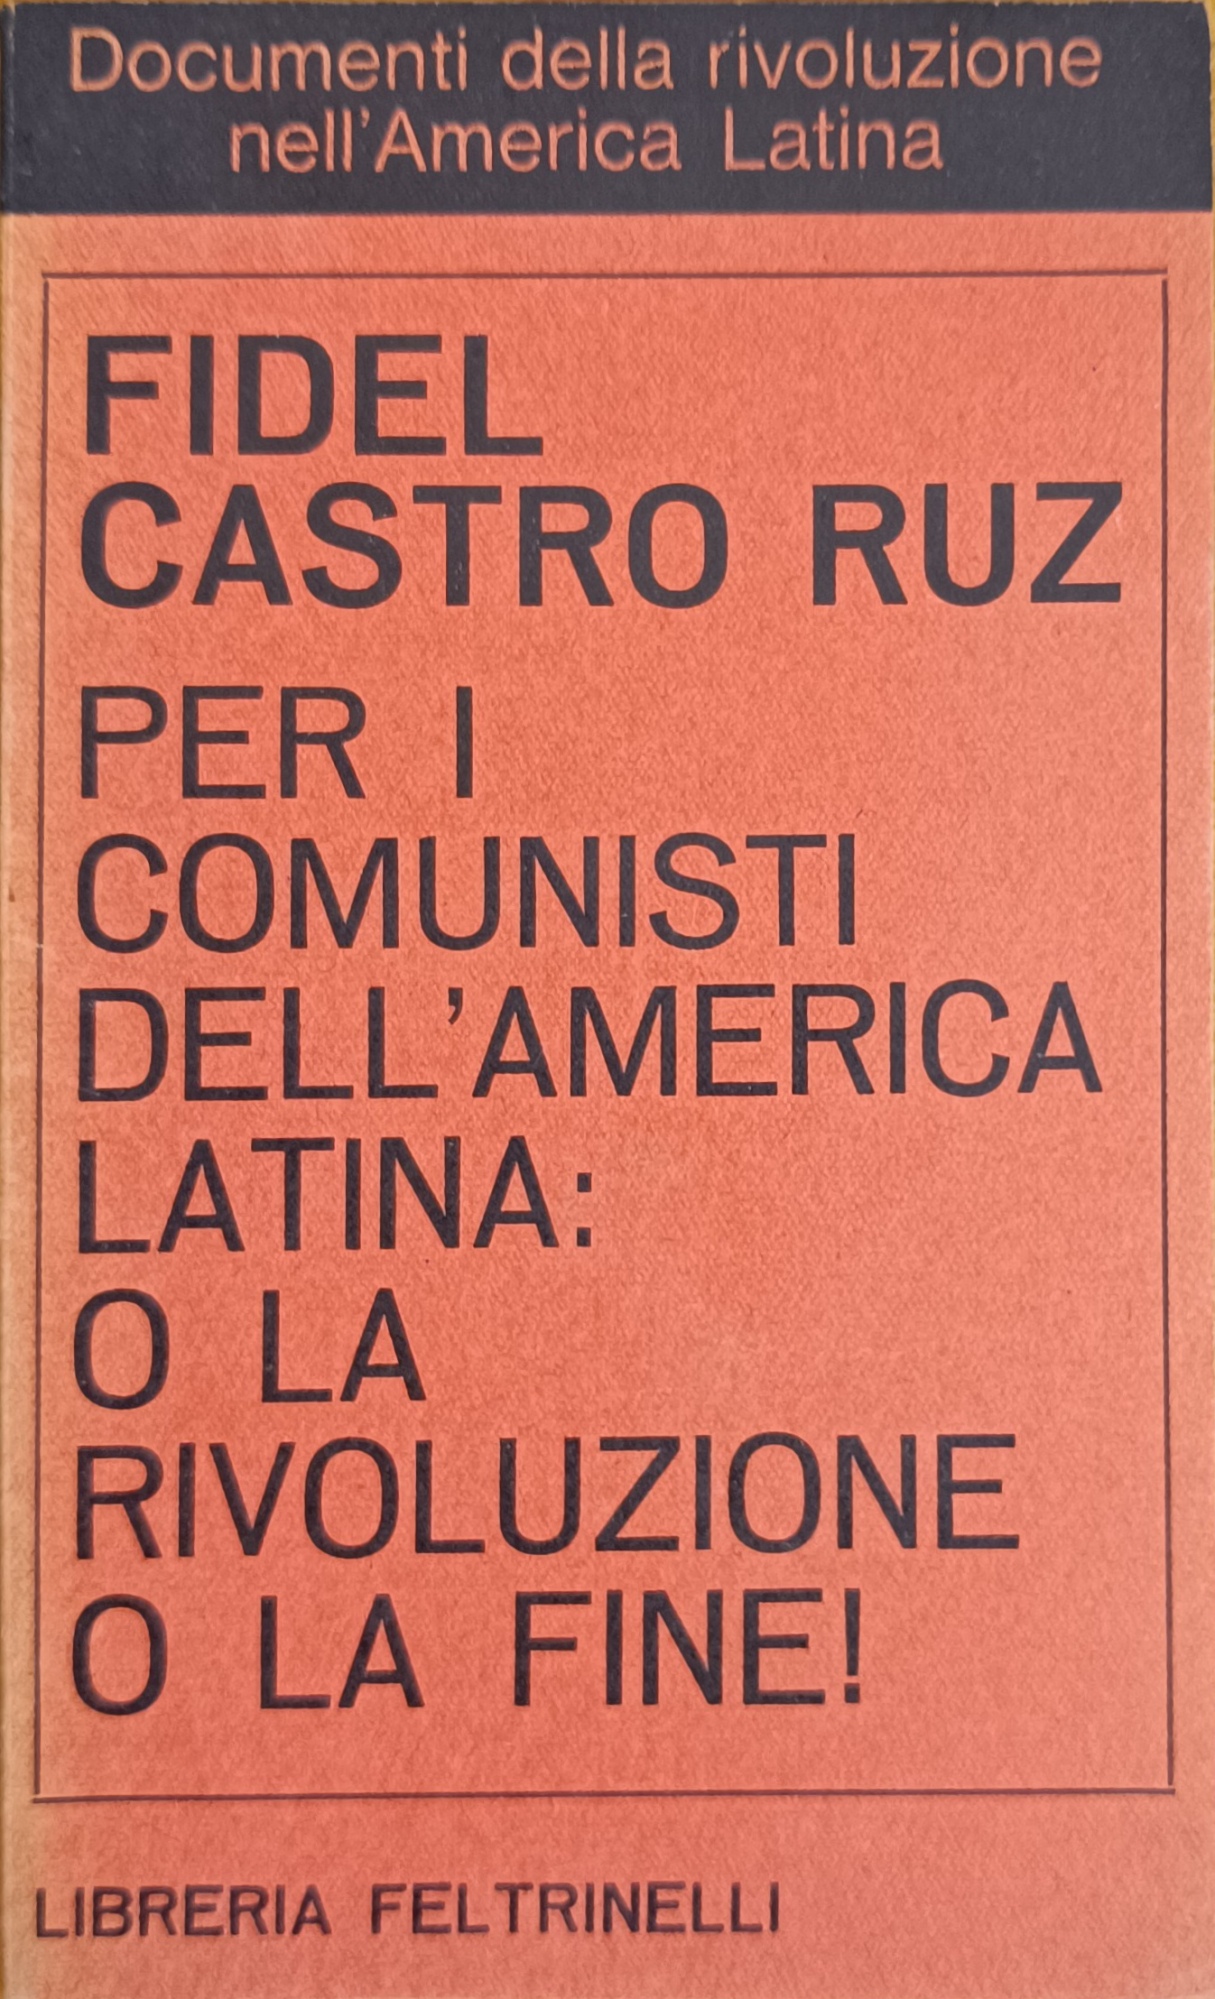 Documenti della rivoluzione
nell'America Latina
FIDEL
CASTRO RUZ
PER I
COMUNISTI
DELL'AMERICA
LATINA:
O LA
RIVOLUZIONE
O LA FINE!
LIBRERIA FELTRINELLI